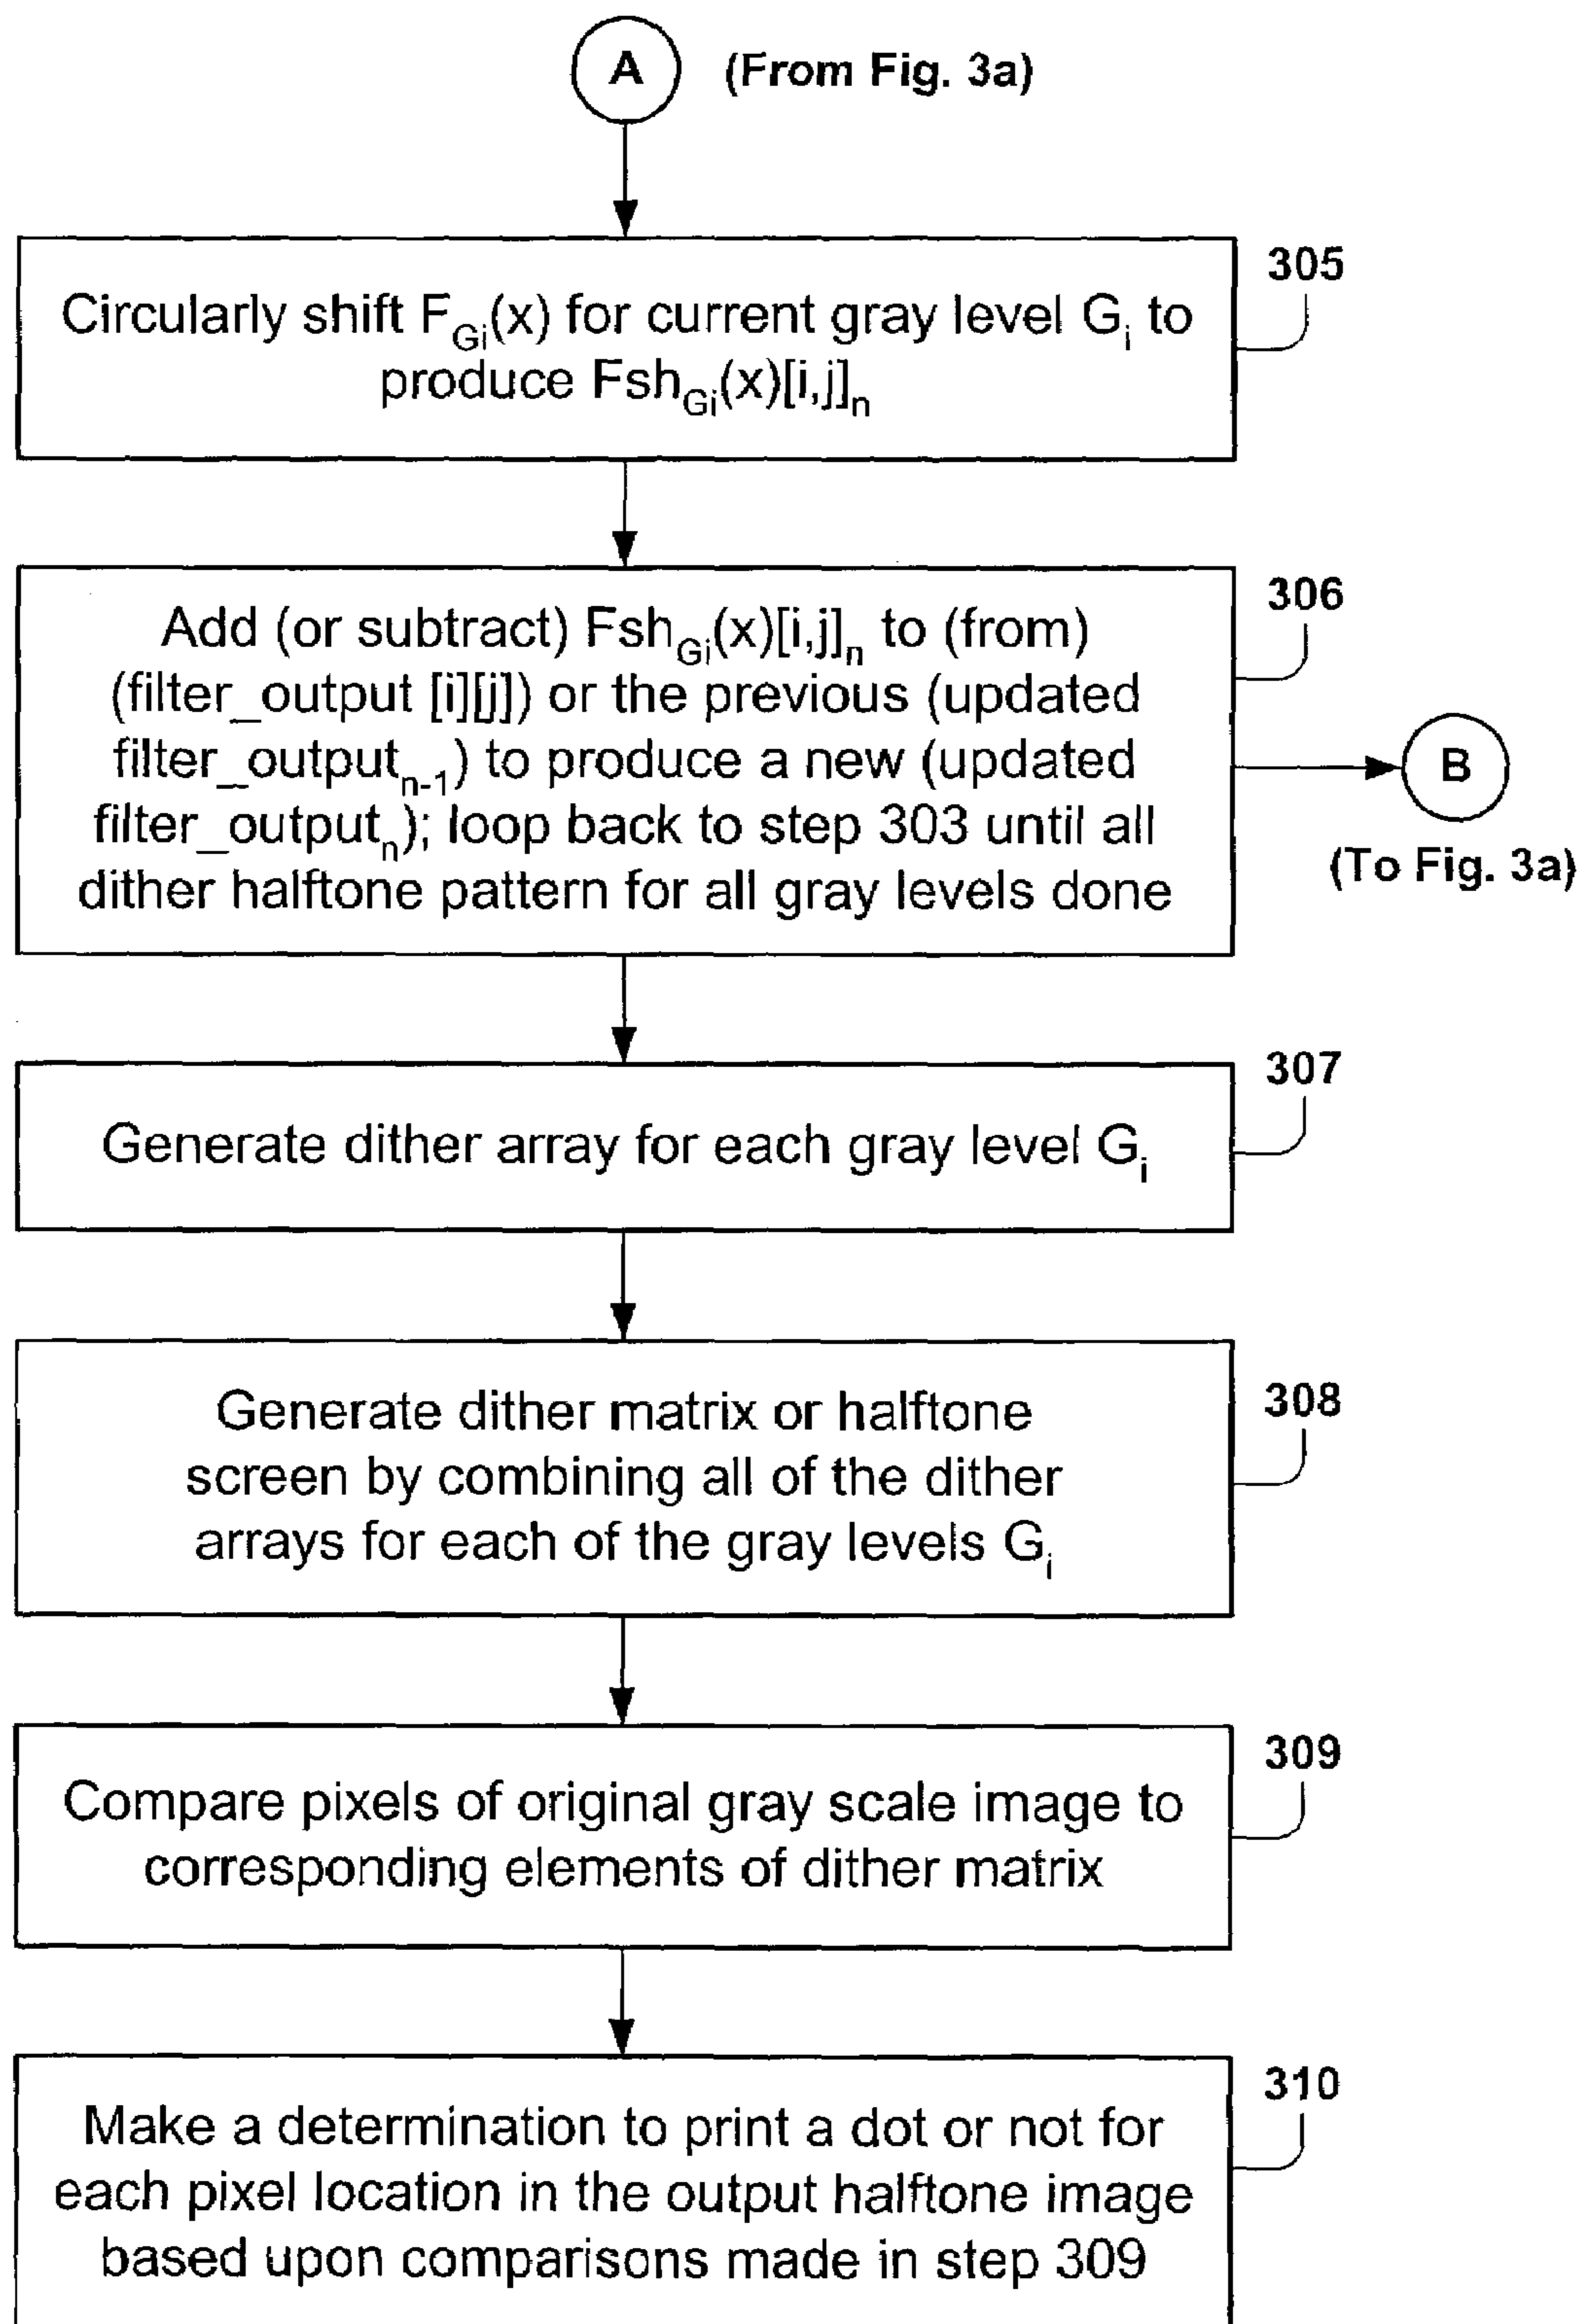 A (From Fig. 3a)
305
Circularly shift F_Gi(x) for current gray level G_i to
produce Fsh_Gi(x)[i,j]_n
306
Add (or subtract) Fsh_Gi(x)[i,j]_n to (from)
(filter_output [i][j]) or the previous (updated
filter_output_n-1) to produce a new (updated
filter_output_n); loop back to step 303 until all
dither halftone pattern for all gray levels done
B
(To Fig. 3a)
307
Generate dither array for each gray level G_i
308
Generate dither matrix or halftone
screen by combining all of the dither
arrays for each of the gray levels G_i
309
Compare pixels of original gray scale image to
corresponding elements of dither matrix
310
Make a determination to print a dot or not for
each pixel location in the output halftone image
based upon comparisons made in step 309